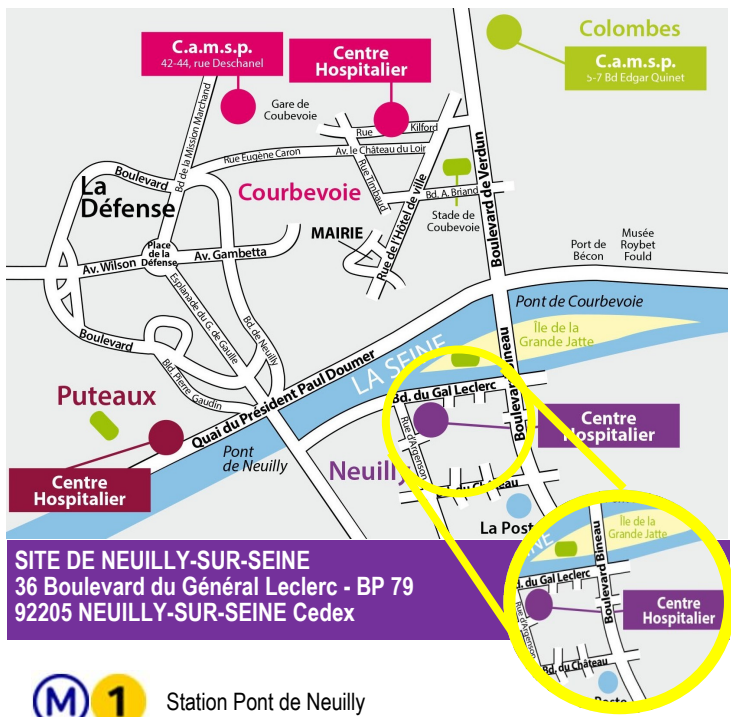 Colombes
C.a.m.s.p.
5-7 Bd Edgar Quinet
C.a.m.s.p.
42-44, rue Deschanel
Centre
Hospitalier
Gare de
Coubevoie
Rue Kilford
Bd de la Mission Marchand
Rue Eugène Caron
Av. le Château du Loir
Boulevard
La
Défense
Courbevoie
Rue Timbaud
Bd. A. Briand
Rue de l'Hôtel de ville
Stade de
Coubevoie
Boulevard de Verdun
MAIRIE
Place
de la
Défense
Av. Wilson
Av. Gambetta
Port de
Bécon
Musée
Roybet
Fould
Esplanade du G. de Gaulle
Bd. de Neuilly
Boulevard
Bld Pierre Gaudin
Pont de Courbevoie
Île de la
Grande Jatte
LA SEINE
Quai du Président Paul Doumer
Puteaux
Bd. du Gal Leclerc
Boulevard Bineau
Rue d'Argenson
Centre
Hospitalier
Pont
de Neuilly
Neuilly
du Château
Centre
Hospitalier
La Poste
Île de la
Grande Jatte
INE
d. du Gal Leclerc
Boulevard Bineau
Rue d'Argenson
Centre
Hospitalier
Bd. du Château
SITE DE NEUILLY-SUR-SEINE
36 Boulevard du Général Leclerc - BP 79
92205 NEUILLY-SUR-SEINE Cedex
M 1 Station Pont de Neuilly